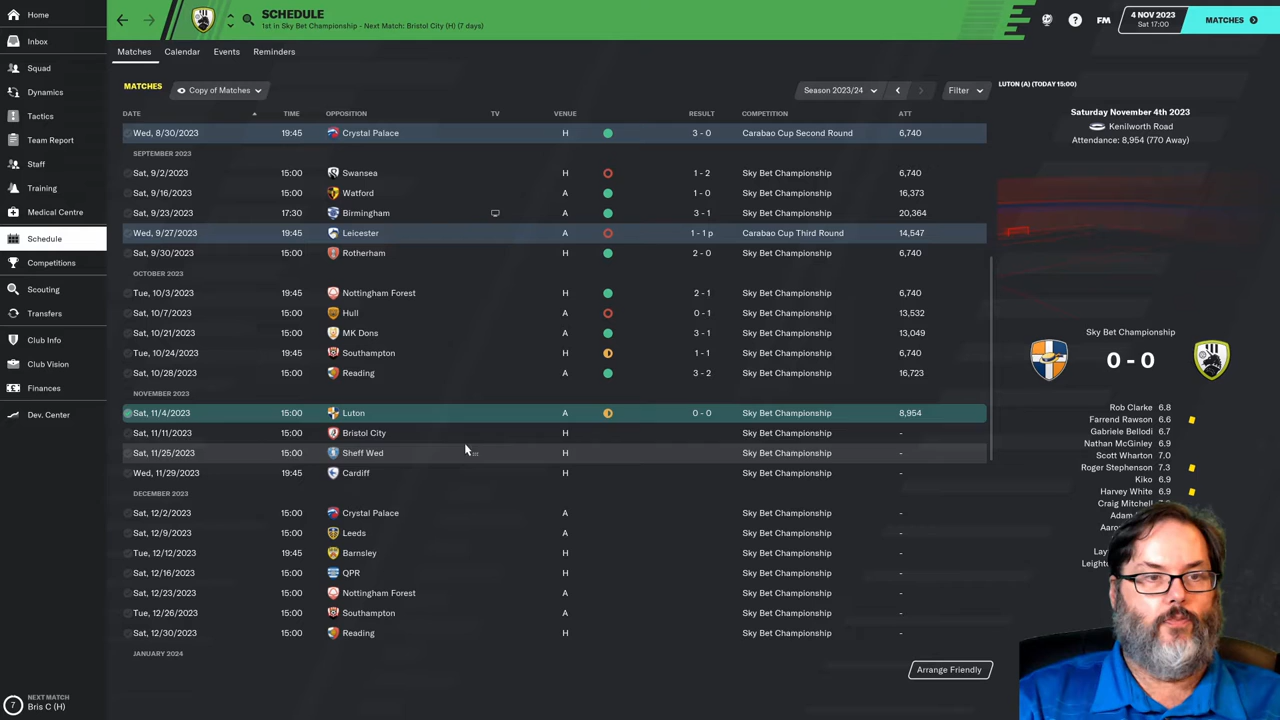 Home
Inbox
Squad
Dynamics
Tactics
Team Report
Staff
Training
Medical Centre
Schedule
Competitions
Scouting
Transfers
Club Info
Club Vision
Finances
Dev. Center
7 NEXT MATCH
Bris C (H)
SCHEDULE
1st in Sky Bet Championship - Next Match: Bristol City (H) (7 days)
? FM 4 NOV 2023
Sat 17:00
MATCHES
Matches Calendar Events Reminders
MATCHES Copy of Matches Season 2023/24 Filter
DATE TIME OPPOSITION TV VENUE RESULT COMPETITION ATT
Wed, 8/30/2023 19:45 Crystal Palace H 3 - 0 Carabao Cup Second Round 6,740
SEPTEMBER 2023
Sat, 9/2/2023 15:00 Swansea H 1 - 2 Sky Bet Championship 6,740
Sat, 9/16/2023 15:00 Watford A 1 - 0 Sky Bet Championship 16,373
Sat, 9/23/2023 17:30 Birmingham A 3 - 1 Sky Bet Championship 20,364
Wed, 9/27/2023 19:45 Leicester A 1 - 1 p Carabao Cup Third Round 14,547
Sat, 9/30/2023 15:00 Rotherham H 2 - 0 Sky Bet Championship 6,740
OCTOBER 2023
Tue, 10/3/2023 19:45 Nottingham Forest H 2 - 1 Sky Bet Championship 6,740
Sat, 10/7/2023 15:00 Hull A 0 - 1 Sky Bet Championship 13,532
Sat, 10/21/2023 15:00 MK Dons A 3 - 1 Sky Bet Championship 13,049
Tue, 10/24/2023 19:45 Southampton H 1 - 1 Sky Bet Championship 6,740
Sat, 10/28/2023 15:00 Reading A 3 - 2 Sky Bet Championship 16,723
NOVEMBER 2023
Sat, 11/4/2023 15:00 Luton A 0 - 0 Sky Bet Championship 8,954
Sat, 11/11/2023 15:00 Bristol City H Sky Bet Championship -
Sat, 11/25/2023 15:00 Sheff Wed H Sky Bet Championship -
Wed, 11/29/2023 19:45 Cardiff H Sky Bet Championship -
DECEMBER 2023
Sat, 12/2/2023 15:00 Crystal Palace A Sky Bet Championship -
Sat, 12/9/2023 15:00 Leeds A Sky Bet Championship -
Tue, 12/12/2023 19:45 Barnsley H Sky Bet Championship -
Sat, 12/16/2023 15:00 QPR H Sky Bet Championship -
Sat, 12/23/2023 15:00 Nottingham Forest A Sky Bet Championship -
Tue, 12/26/2023 15:00 Southampton A Sky Bet Championship -
Sat, 12/30/2023 15:00 Reading H Sky Bet Championship -
JANUARY 2024
Arrange Friendly
LUTON (A) (TODAY 15:00)
Saturday November 4th 2023
Kenilworth Road
Attendance: 8,954 (770 Away)
Sky Bet Championship
0 - 0
Rob Clarke 6.8
Farrend Rawson 6.6
Gabriele Bellodi 6.7
Nathan McGinley 6.9
Scott Wharton 7.0
Roger Stephenson 7.3
Kiko 6.9
Harvey White 6.9
Craig Mitchell